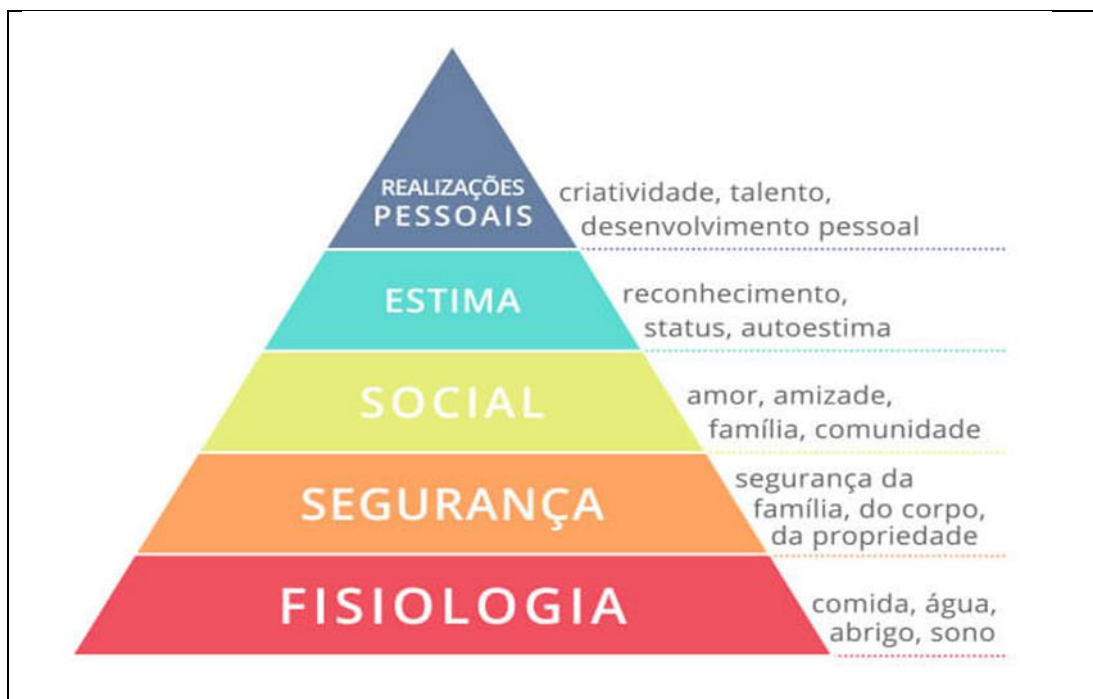 REALIZAÇÕES
PESSOAIS
criatividade, talento,
desenvolvimento pessoal
ESTIMA
reconhecimento,
status, autoestima
SOCIAL
amor, amizade,
família, comunidade
SEGURANÇA
segurança da
família, do corpo,
da propriedade
FISIOLOGIA
comida, água,
abrigo, sono